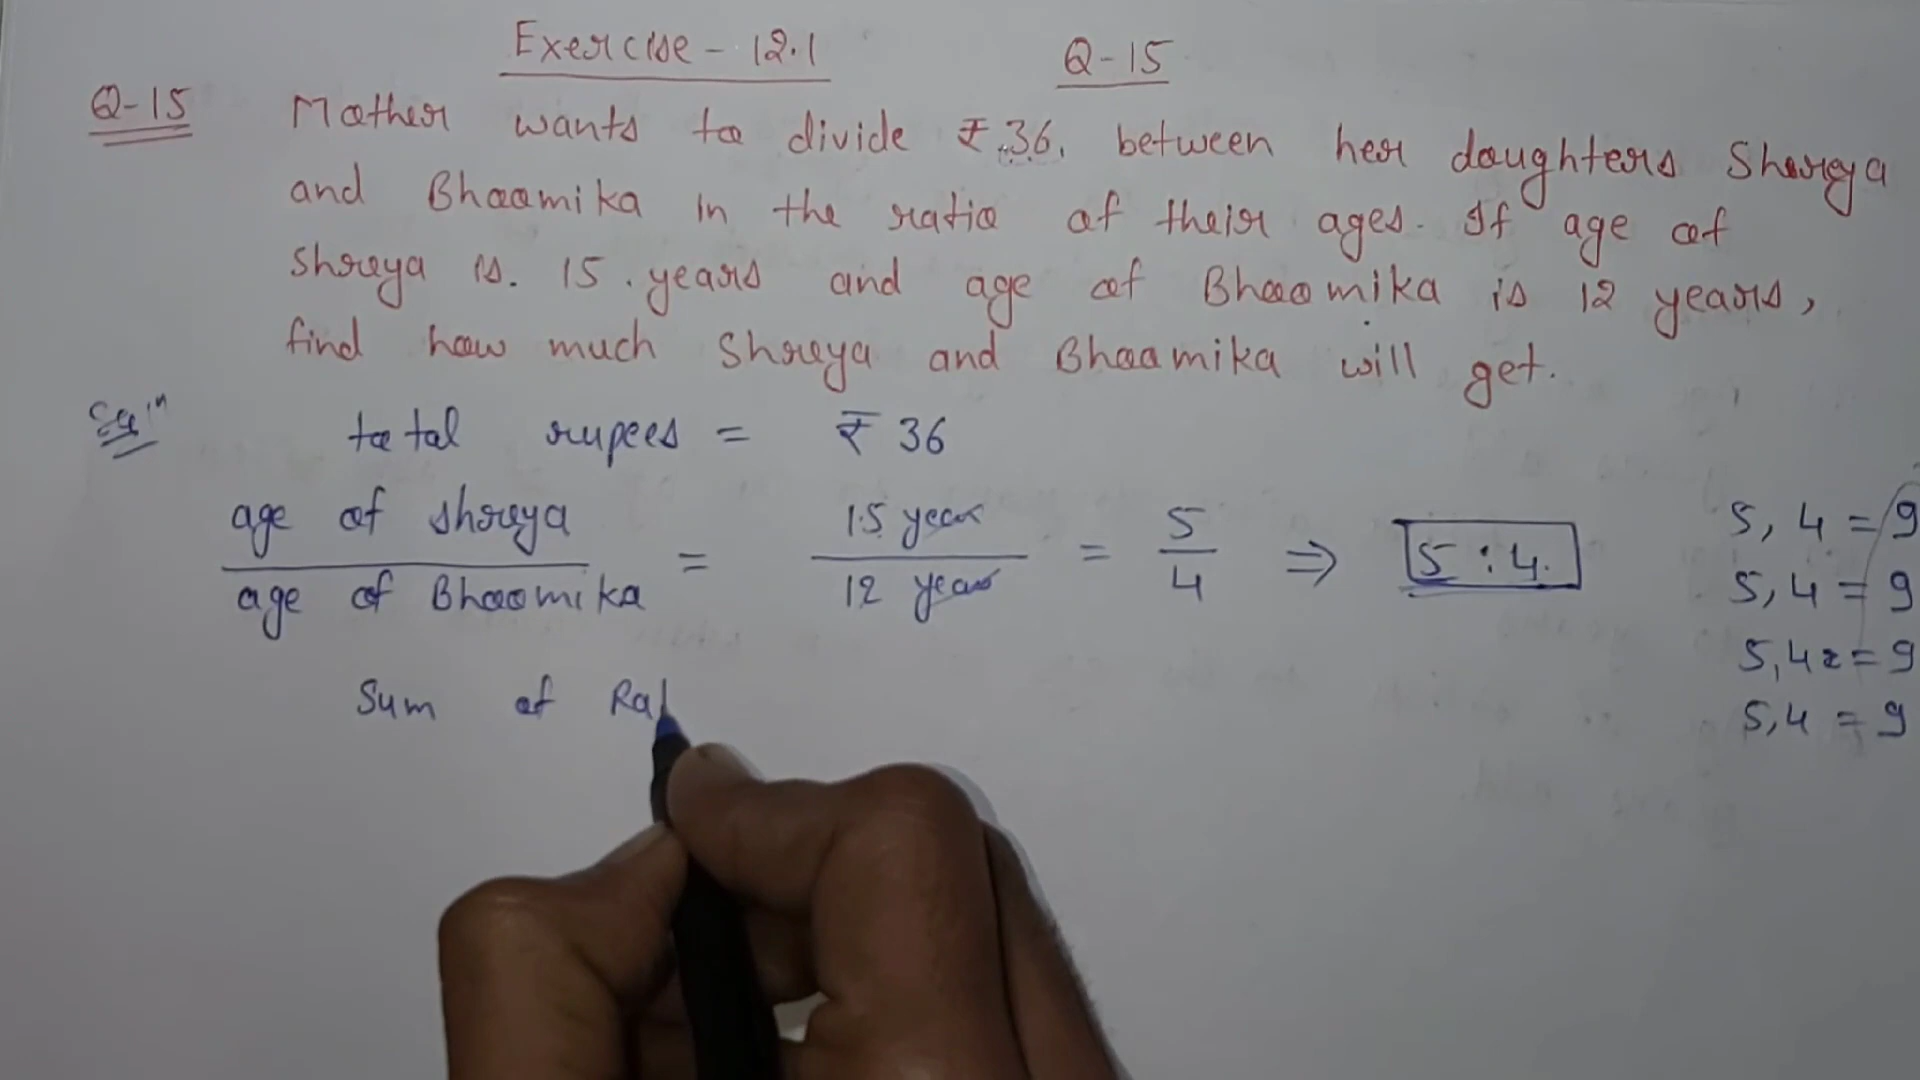 Exercise - 12.1 Q-15
Q-15 Mother wants to divide ₹ 36, between her daughters Shreya
and Bhoomika in the ratio of their ages. If age of
Shreya is. 15. years and age of Bhoomika is 12 years,
find how much Shreya and Bhoomika will get.
Solⁿ total rupees = ₹ 36
age of shreya 15 year 5
= = ⇒ 5 : 4.
age of Bhoomika 12 year 4
5, 4 = 9
5, 4 = 9
5, 4 = 9
5, 4 = 9
Sum of Rat